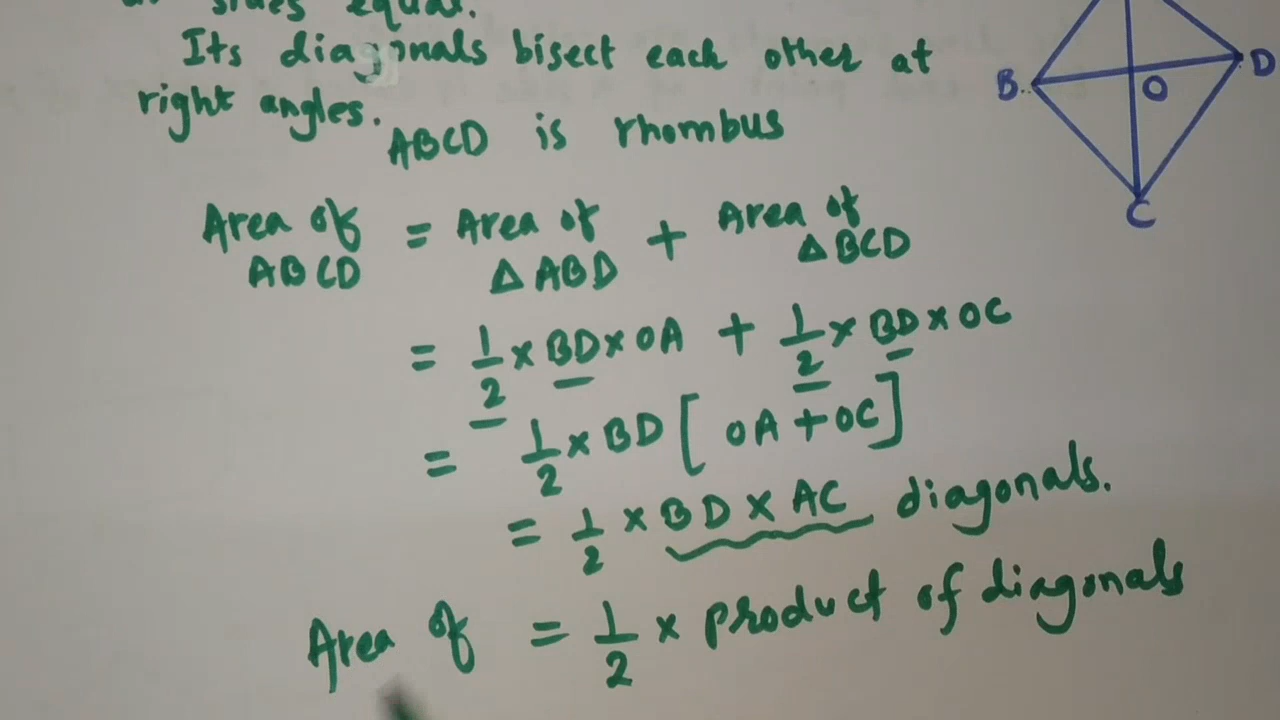 sides equal.
Its diagonals bisect each other at
right angles.
ABCD is rhombus
B
O
D
C
Area of ABCD = Area of Δ ABD + Area of Δ BCD
= 1/2 × BD × OA + 1/2 × BD × OC
= 1/2 × BD [ OA + OC ]
= 1/2 × BD × AC diagonals.
Area of = 1/2 × product of diagonals